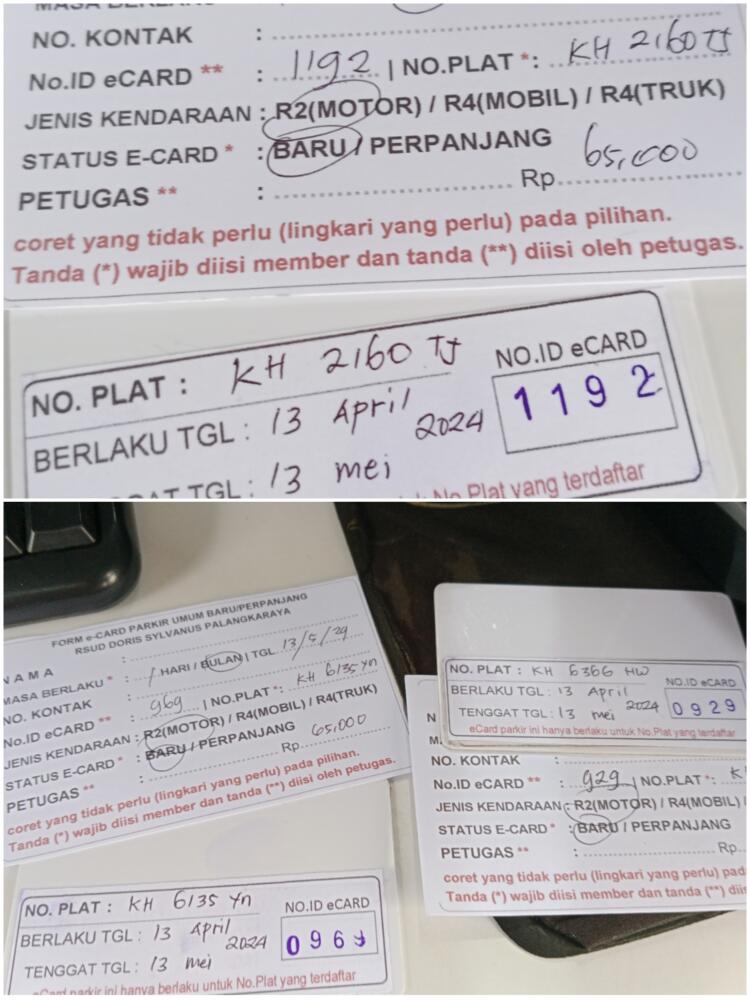 MASA BERLAKU
NO. KONTAK :
No.ID eCARD ** : 1192 | NO.PLAT *: KH 2160 TJ
JENIS KENDARAAN : R2(MOTOR) / R4(MOBIL) / R4(TRUK)
STATUS E-CARD * : BARU / PERPANJANG
PETUGAS ** : Rp 65,000
coret yang tidak perlu (lingkari yang perlu) pada pilihan.
Tanda (*) wajib diisi member dan tanda (**) diisi oleh petugas.
NO. PLAT : KH 2160 TJ
NO.ID eCARD
1192
BERLAKU TGL : 13 April 2024
TGL : 13 mei
No Plat yang terdaftar
FORM e-CARD PARKIR UMUM BARU/PERPANJANG
RSUD DORIS SYLVANUS PALANGKARAYA
N A M A :
MASA BERLAKU * : 1 HARI / BULAN | TGL 13/5/24
NO. KONTAK :
No.ID eCARD ** : 969 | NO.PLAT *: KH 6135 Yn
JENIS KENDARAAN : R2(MOTOR) / R4(MOBIL) / R4(TRUK)
STATUS E-CARD * : BARU / PERPANJANG
PETUGAS ** : Rp. 65,000
coret yang tidak perlu (lingkari yang perlu) pada pilihan.
Tanda (*) wajib diisi member dan tanda (**) diisi oleh petugas.
NO. PLAT : KH 6135 Yn
NO.ID eCARD
BERLAKU TGL : 13 April 2024
0969
TENGGAT TGL : 13 mei
eCard parkir ini hanya berlaku untuk No.Plat yang terdaftar
NO. PLAT : KH 6366 HW
NO.ID eCARD
BERLAKU TGL : 13 April 2024
0929
TENGGAT TGL : 13 mei
eCard parkir ini hanya berlaku untuk No.Plat yang terdaftar
NO. KONTAK :
No.ID eCARD ** : 929 | NO.PLAT *: K
JENIS KENDARAAN : R2(MOTOR) / R4(MOBIL) /
STATUS E-CARD * : BARU / PERPANJANG
PETUGAS ** : Rp.
coret yang tidak perlu (lingkari yang perlu) pad
Tanda (*) wajib diisi member dan tanda (**) dii